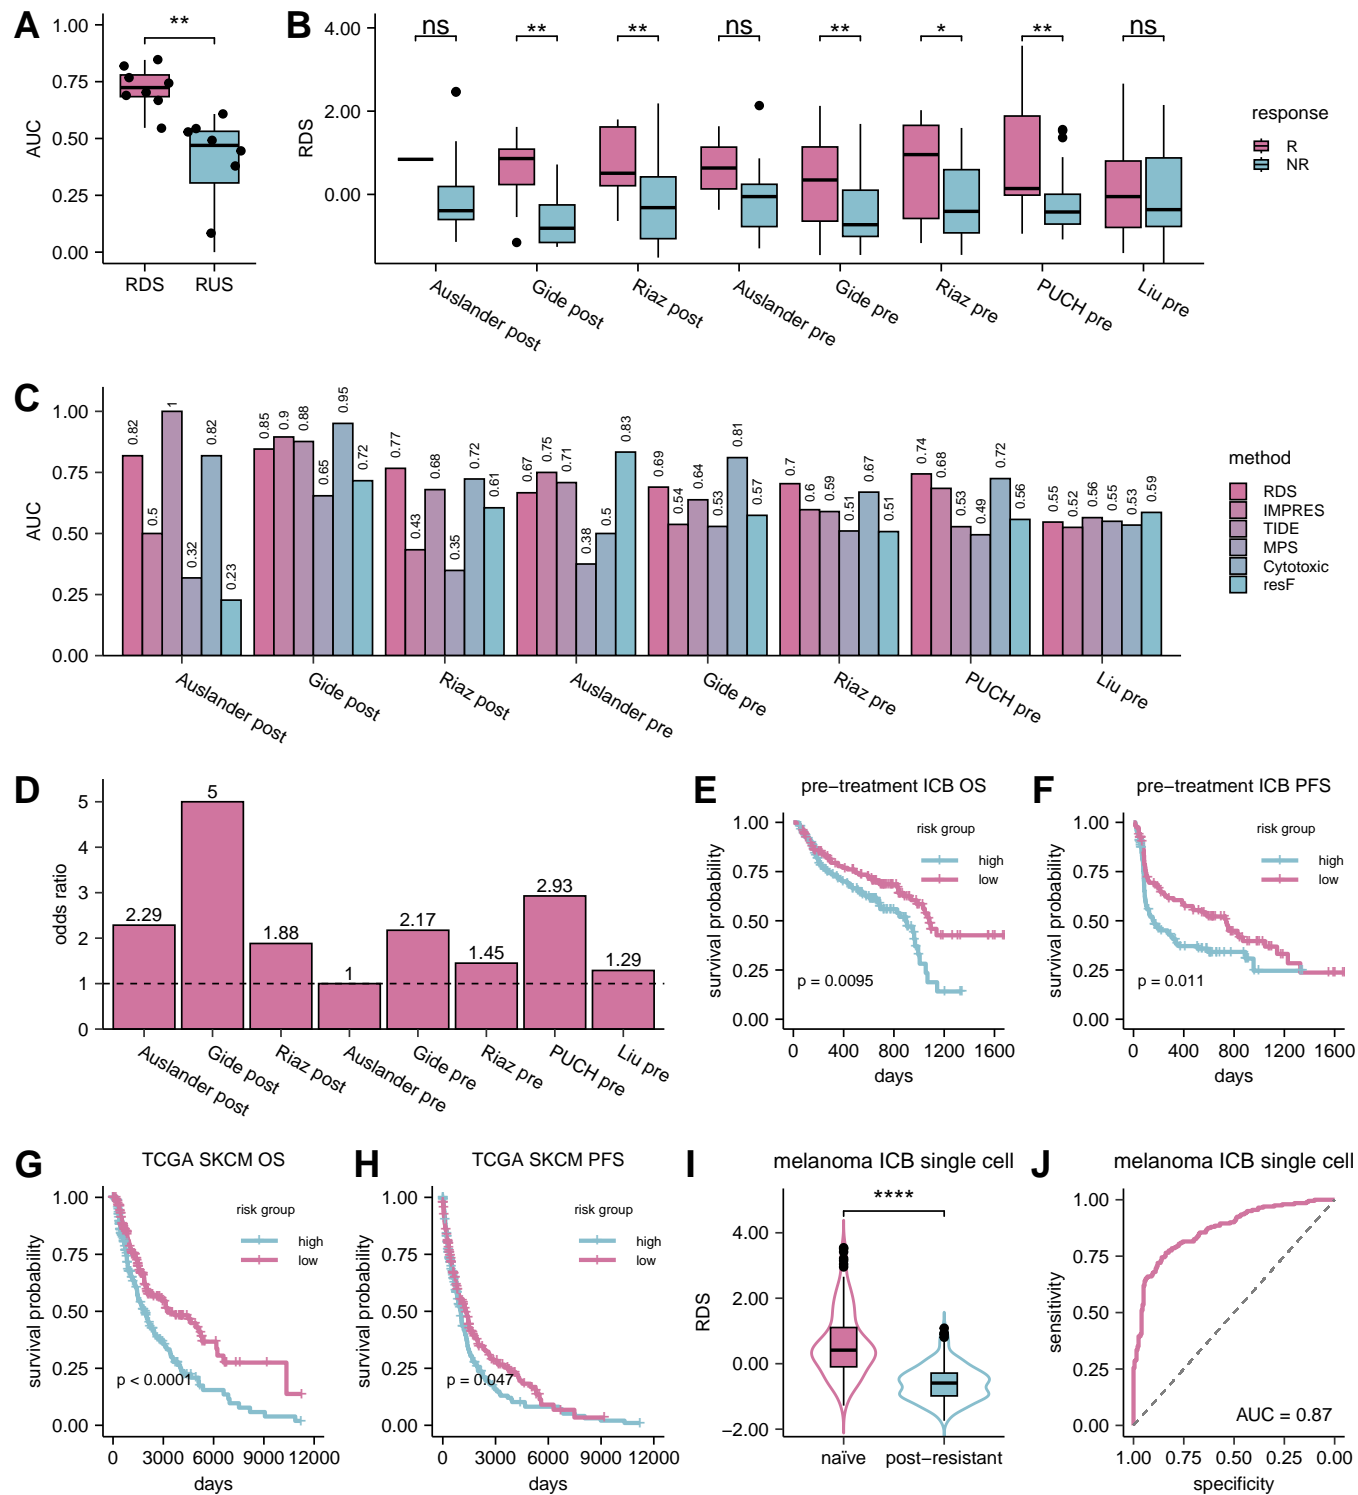 A
1.00
0.75
0.50
0.25
0.00
AUC
**
RDS
RUS
B
4.00
2.00
0.00
RDS
ns
**
**
ns
**
*
**
ns
Auslander post
Gide post
Riaz post
Auslander pre
Gide pre
Riaz pre
PUCH pre
Liu pre
response
R
NR
C
1.00
0.75
0.50
0.25
0.00
AUC
0.82
0.5
1
0.32
0.82
0.23
0.85
0.9
0.88
0.65
0.95
0.72
0.77
0.43
0.68
0.35
0.72
0.61
0.67
0.75
0.71
0.38
0.5
0.83
0.69
0.54
0.64
0.53
0.81
0.57
0.7
0.6
0.59
0.51
0.67
0.51
0.74
0.68
0.53
0.49
0.72
0.56
0.55
0.52
0.56
0.55
0.53
0.59
Auslander post
Gide post
Riaz post
Auslander pre
Gide pre
Riaz pre
PUCH pre
Liu pre
method
RDS
IMPRES
TIDE
MPS
Cytotoxic
resF
D
5
4
3
2
1
0
odds ratio
2.29
5
1.88
1
2.17
1.45
2.93
1.29
Auslander post
Gide post
Riaz post
Auslander pre
Gide pre
Riaz pre
PUCH pre
Liu pre
E
pre−treatment ICB OS
1.00
0.75
0.50
0.25
0.00
survival probability
risk group
high
low
p = 0.0095
0 400 800 1200 1600
days
F
pre−treatment ICB PFS
1.00
0.75
0.50
0.25
0.00
survival probability
risk group
high
low
p = 0.011
0 400 800 1200 1600
days
G
TCGA SKCM OS
1.00
0.75
0.50
0.25
0.00
survival probability
risk group
high
low
p < 0.0001
0 3000 6000 9000 12000
days
H
TCGA SKCM PFS
1.00
0.75
0.50
0.25
0.00
survival probability
risk group
high
low
p = 0.047
0 3000 6000 9000 12000
days
I
melanoma ICB single cell
4.00
2.00
0.00
−2.00
RDS
****
naïve
post−resistant
J
melanoma ICB single cell
1.00
0.75
0.50
0.25
0.00
sensitivity
AUC = 0.87
1.00 0.75 0.50 0.25 0.00
specificity